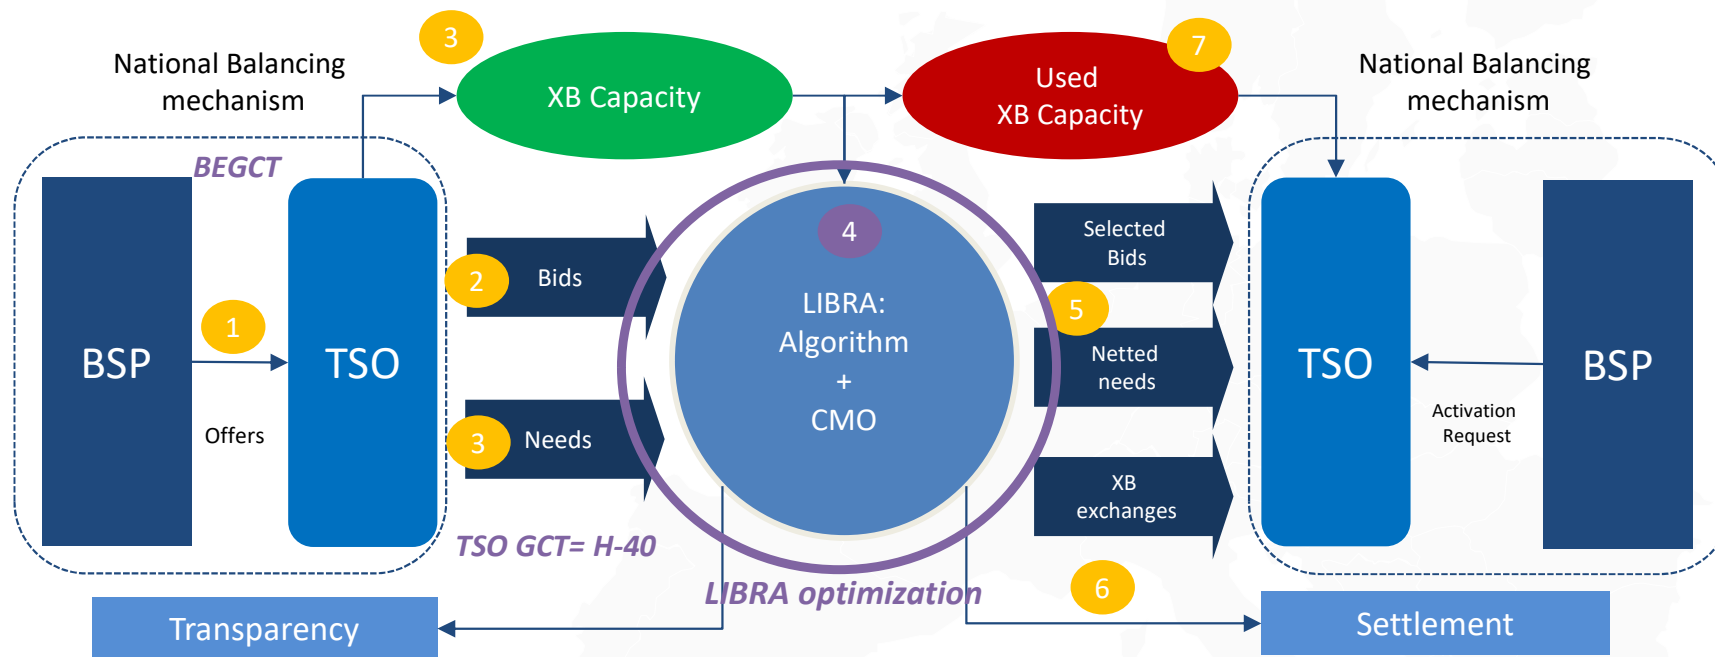 3
7
National Balancing
mechanism
XB Capacity
Used
XB Capacity
National Balancing
mechanism
BEGCT
BSP
1
Offers
TSO
2
Bids
3
Needs
TSO GCT= H-40
4
LIBRA:
Algorithm
+
CMO
LIBRA optimization
Selected
Bids
5
Netted
needs
XB
exchanges
6
TSO
Activation
Request
BSP
Transparency
Settlement